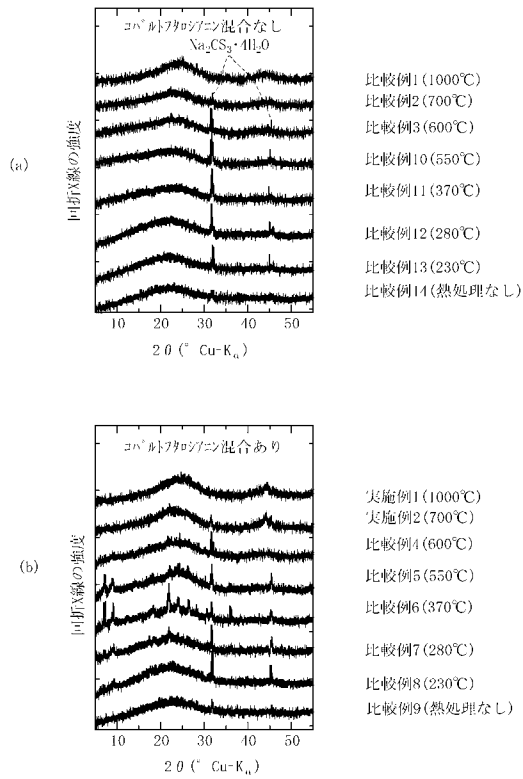 (a)
コバルトフタロシアニン混合なし
Na₂CS₃・4H₂O
回折X線の強度
比較例1(1000℃)
比較例2(700℃)
比較例3(600℃)
比較例10(550℃)
比較例11(370℃)
比較例12(280℃)
比較例13(230℃)
比較例14(熱処理なし)
10 20 30 40 50
2θ(° Cu-Kα)
(b)
コバルトフタロシアニン混合あり
回折X線の強度
実施例1(1000℃)
実施例2(700℃)
比較例4(600℃)
比較例5(550℃)
比較例6(370℃)
比較例7(280℃)
比較例8(230℃)
比較例9(熱処理なし)
10 20 30 40 50
2θ(° Cu-Kα)